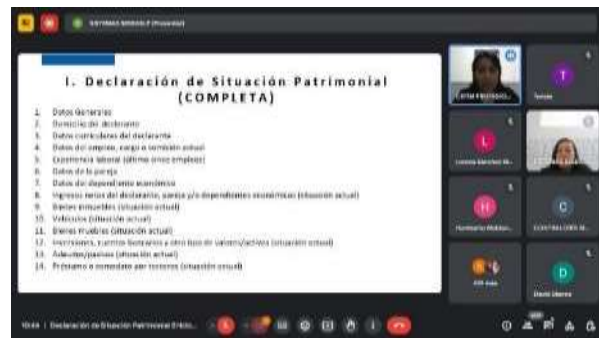 I. Declaración de Situación Patrimonial
(COMPLETA)
1. Datos Generales
2. Domicilio del declarante
3. Datos curriculares del declarante
4. Datos del empleo, cargo o comisión actual
5. Experiencia laboral (últimos cinco empleos)
6. Datos de la pareja
7. Datos del dependiente económico
8. Ingresos netos del declarante, pareja y/o dependientes económicos (situación actual)
9. Bienes inmuebles (situación actual)
10. Vehículos (situación actual)
11. Bienes muebles (situación actual)
12. Inversiones, cuentas bancarias y otro tipo de valores/activos (situación actual)
13. Adeudos/pasivos (situación actual)
14. Préstamo o comodato por terceros (situación actual)
T
L
H
C
D
Declaración de Situación Patrimonial